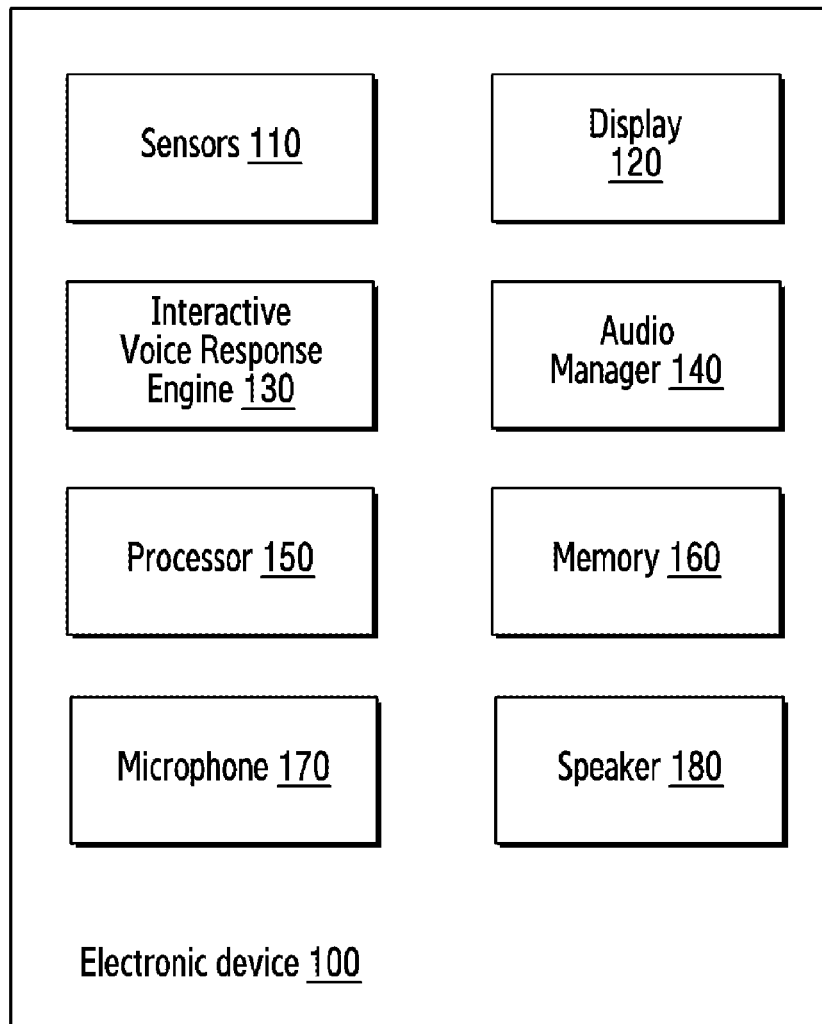 Sensors 110
Display
120
Interactive
Voice Response
Engine 130
Audio
Manager 140
Processor 150
Memory 160
Microphone 170
Speaker 180
Electronic device 100